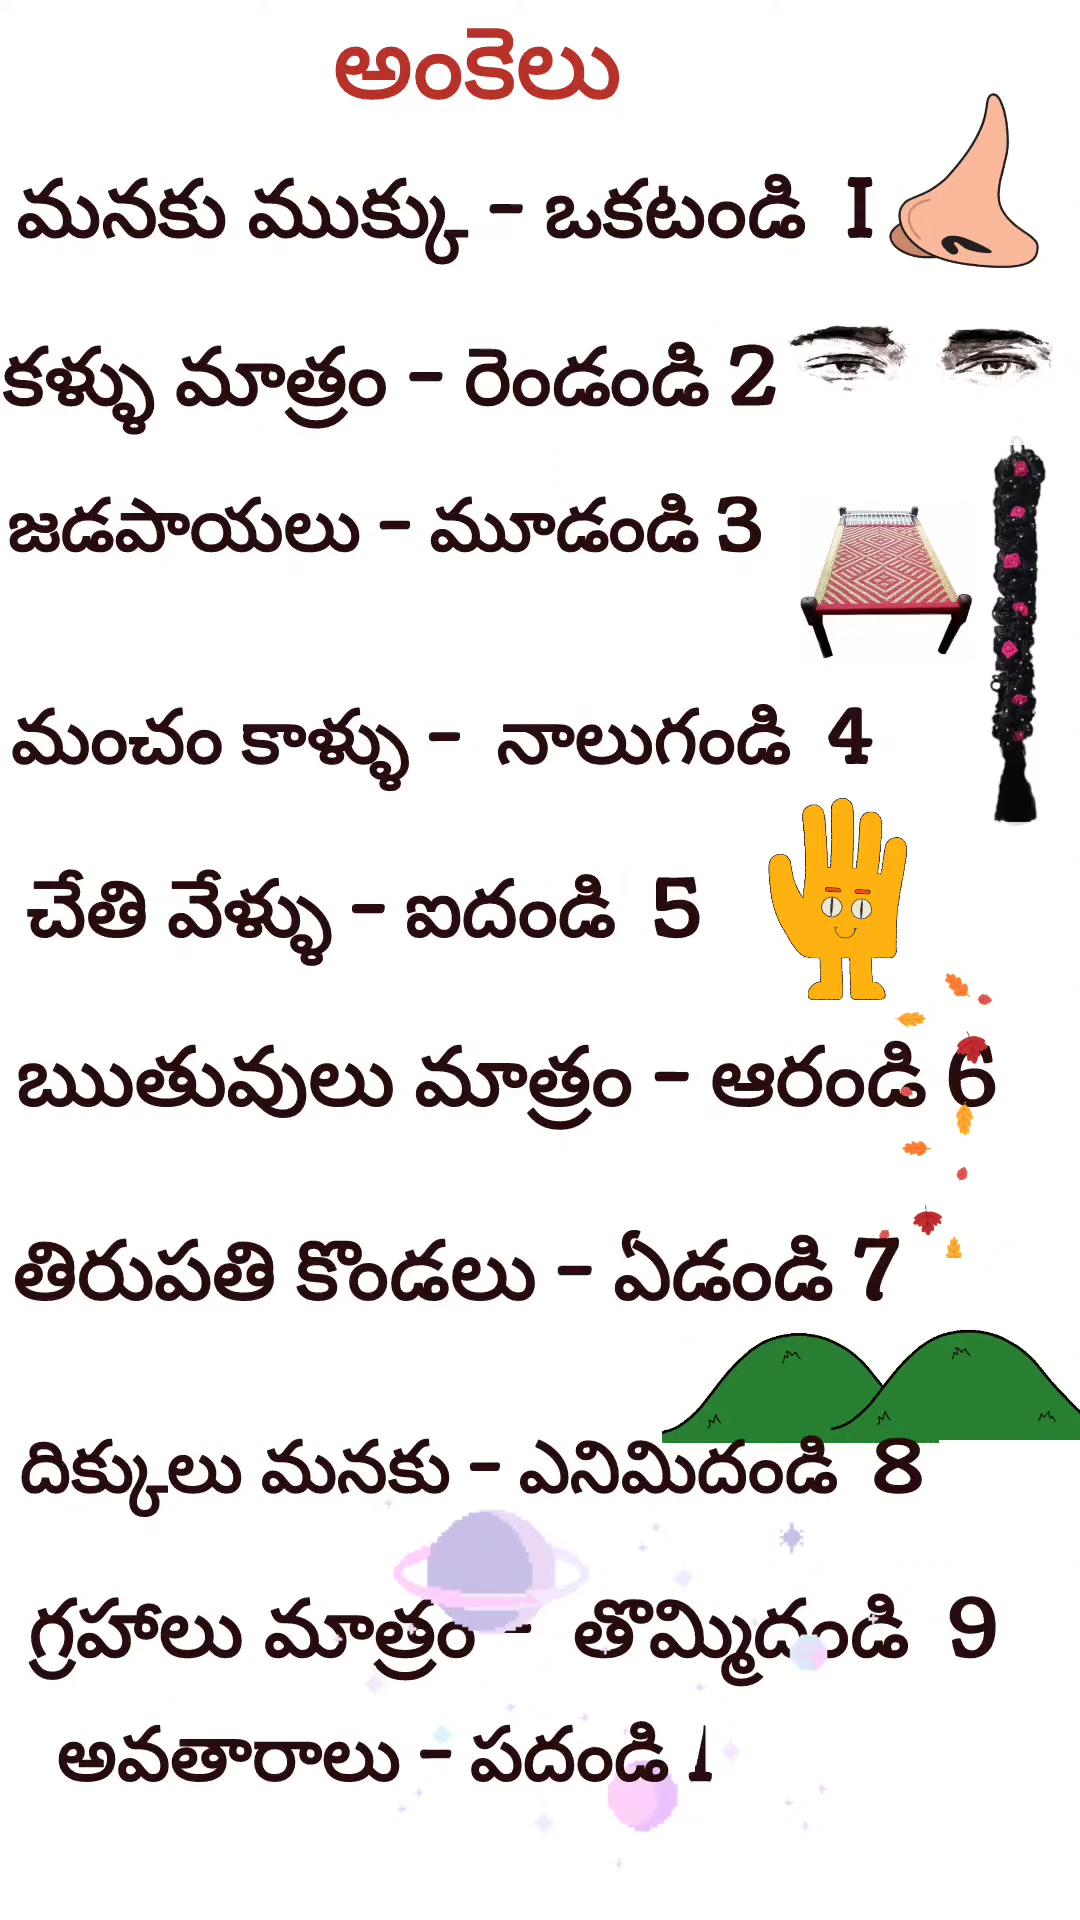 అంకెలు
మనకు ముక్కు - ఒకటండి 1
కళ్ళు మాత్రం - రెండండి 2
జడపాయలు - మూడండి 3
మంచం కాళ్ళు - నాలుగండి 4
చేతి వేళ్ళు - ఐదండి 5
ఋతువులు మాత్రం - ఆరండి 6
తిరుపతి కొండలు - ఏడండి 7
దిక్కులు మనకు - ఎనిమిదండి 8
గ్రహాలు మాత్రం - తొమ్మిదండి 9
అవతారాలు - పదండి 1